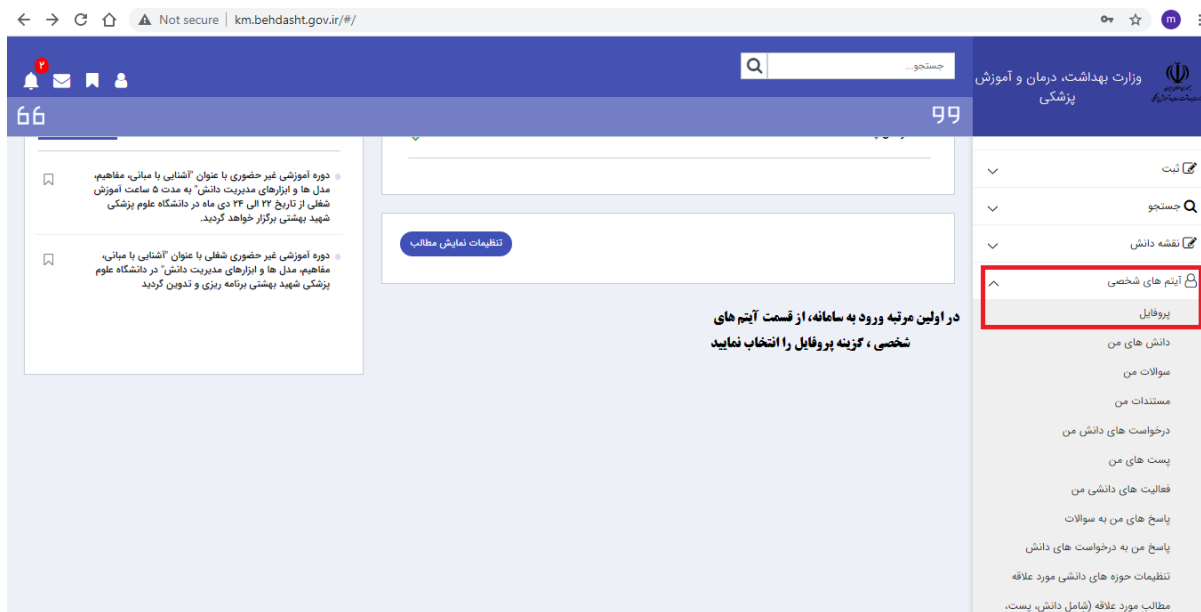 Not secure | km.behdasht.gov.ir/#/
m
وزارت بهداشت، درمان و آموزش
پزشکی
جستجو...
۲
ثبت
جستجو
نقشه دانش
آیتم های شخصی
پروفایل
دانش های من
سوالات من
مستندات من
درخواست های دانش من
پست های من
فعالیت های دانشی من
پاسخ های من به سوالات
پاسخ من به درخواست های دانش
تنظیمات حوزه های دانشی مورد علاقه
مطالب مورد علاقه (شامل دانش، پست،
تنظیمات نمایش مطالب
در اولین مرتبه ورود به سامانه، از قسمت آیتم های
شخصی ، گزینه پروفایل را انتخاب نمایید
دوره آموزشی غیر حضوری با عنوان "آشنایی با مبانی، مفاهیم،
مدل ها و ابزارهای مدیریت دانش" به مدت ۵ ساعت آموزش
شغلی از تاریخ ۲۲ الی ۲۴ دی ماه در دانشگاه علوم پزشکی
شهید بهشتی برگزار خواهد گردید.
دوره آموزشی غیر حضوری شغلی با عنوان "آشنایی با مبانی،
مفاهیم، مدل ها و ابزارهای مدیریت دانش" در دانشگاه علوم
پزشکی شهید بهشتی برنامه ریزی و تدوین گردید